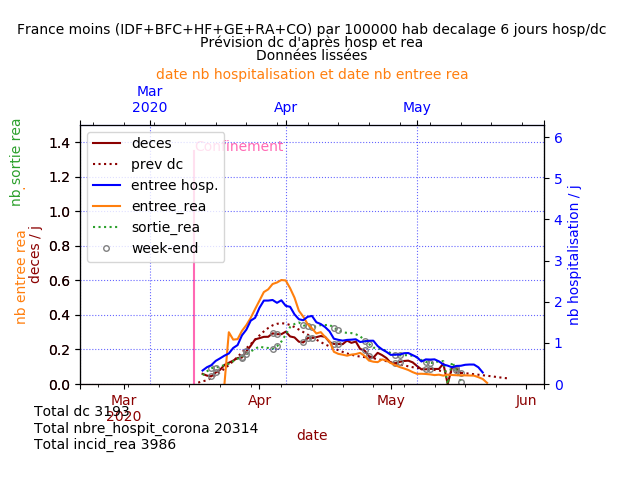 France moins (IDF+BFC+HF+GE+RA+CO) par 100000 hab decalage 6 jours hosp/dc
Prévision dc d'après hosp et rea
Données lissées
date nb hospitalisation et date nb entree rea
Mar
2020
Apr
May
nb sortie rea
nb entree rea
deces / j
1.4
1.2
1.0
0.8
0.6
0.4
0.2
0.0
deces
prev dc
entree hosp.
entree_rea
sortie_rea
week-end
Confinement
6
5
4
3
2
1
0
nb hospitalisation / j
Mar
2020
Apr
May
Jun
date
Total dc 3193
Total nbre_hospit_corona 20314
Total incid_rea 3986